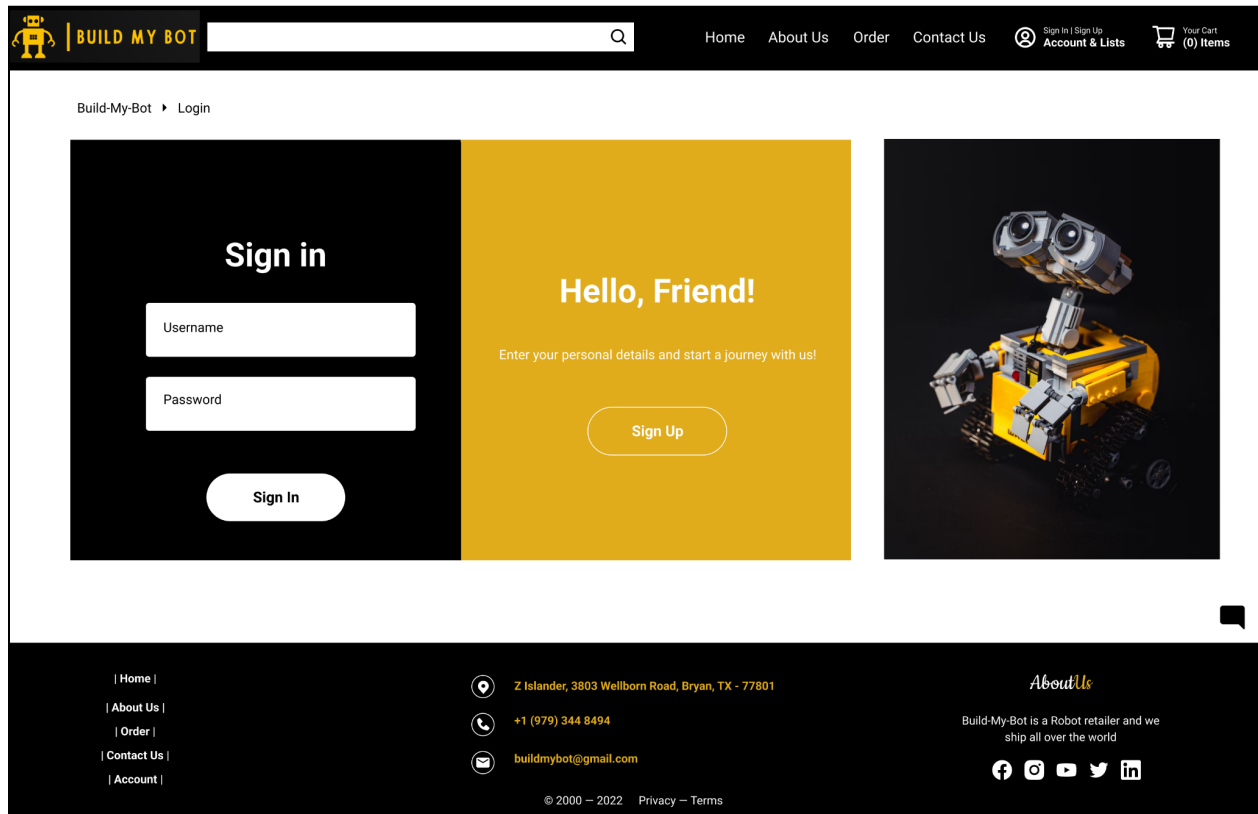 BUILD MY BOT
Home
About Us
Order
Contact Us
Sign In | Sign Up
Account & Lists
Your Cart
(0) Items
Build-My-Bot
Login
Sign in
Username
Password
Sign In
Hello, Friend!
Enter your personal details and start a journey with us!
Sign Up
| Home |
| About Us |
| Order |
| Contact Us |
| Account |
Z Islander, 3803 Wellborn Road, Bryan, TX - 77801
+1 (979) 344 8494
buildmybot@gmail.com
© 2000 — 2022 Privacy — Terms
AboutUs
Build-My-Bot is a Robot retailer and we
ship all over the world